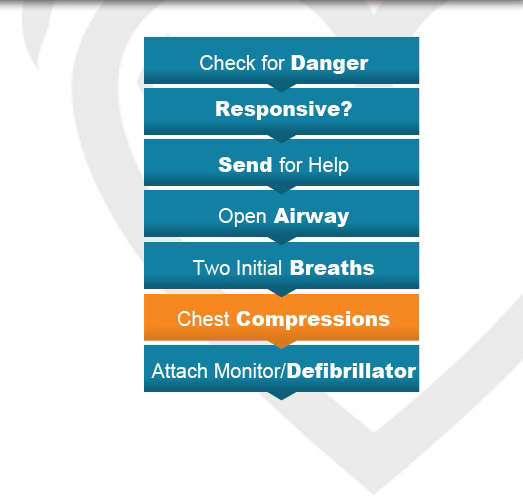 Check for Danger
Responsive?
Send for Help
Open Airway
Two Initial Breaths
Chest Compressions
Attach Monitor/Defibrillator